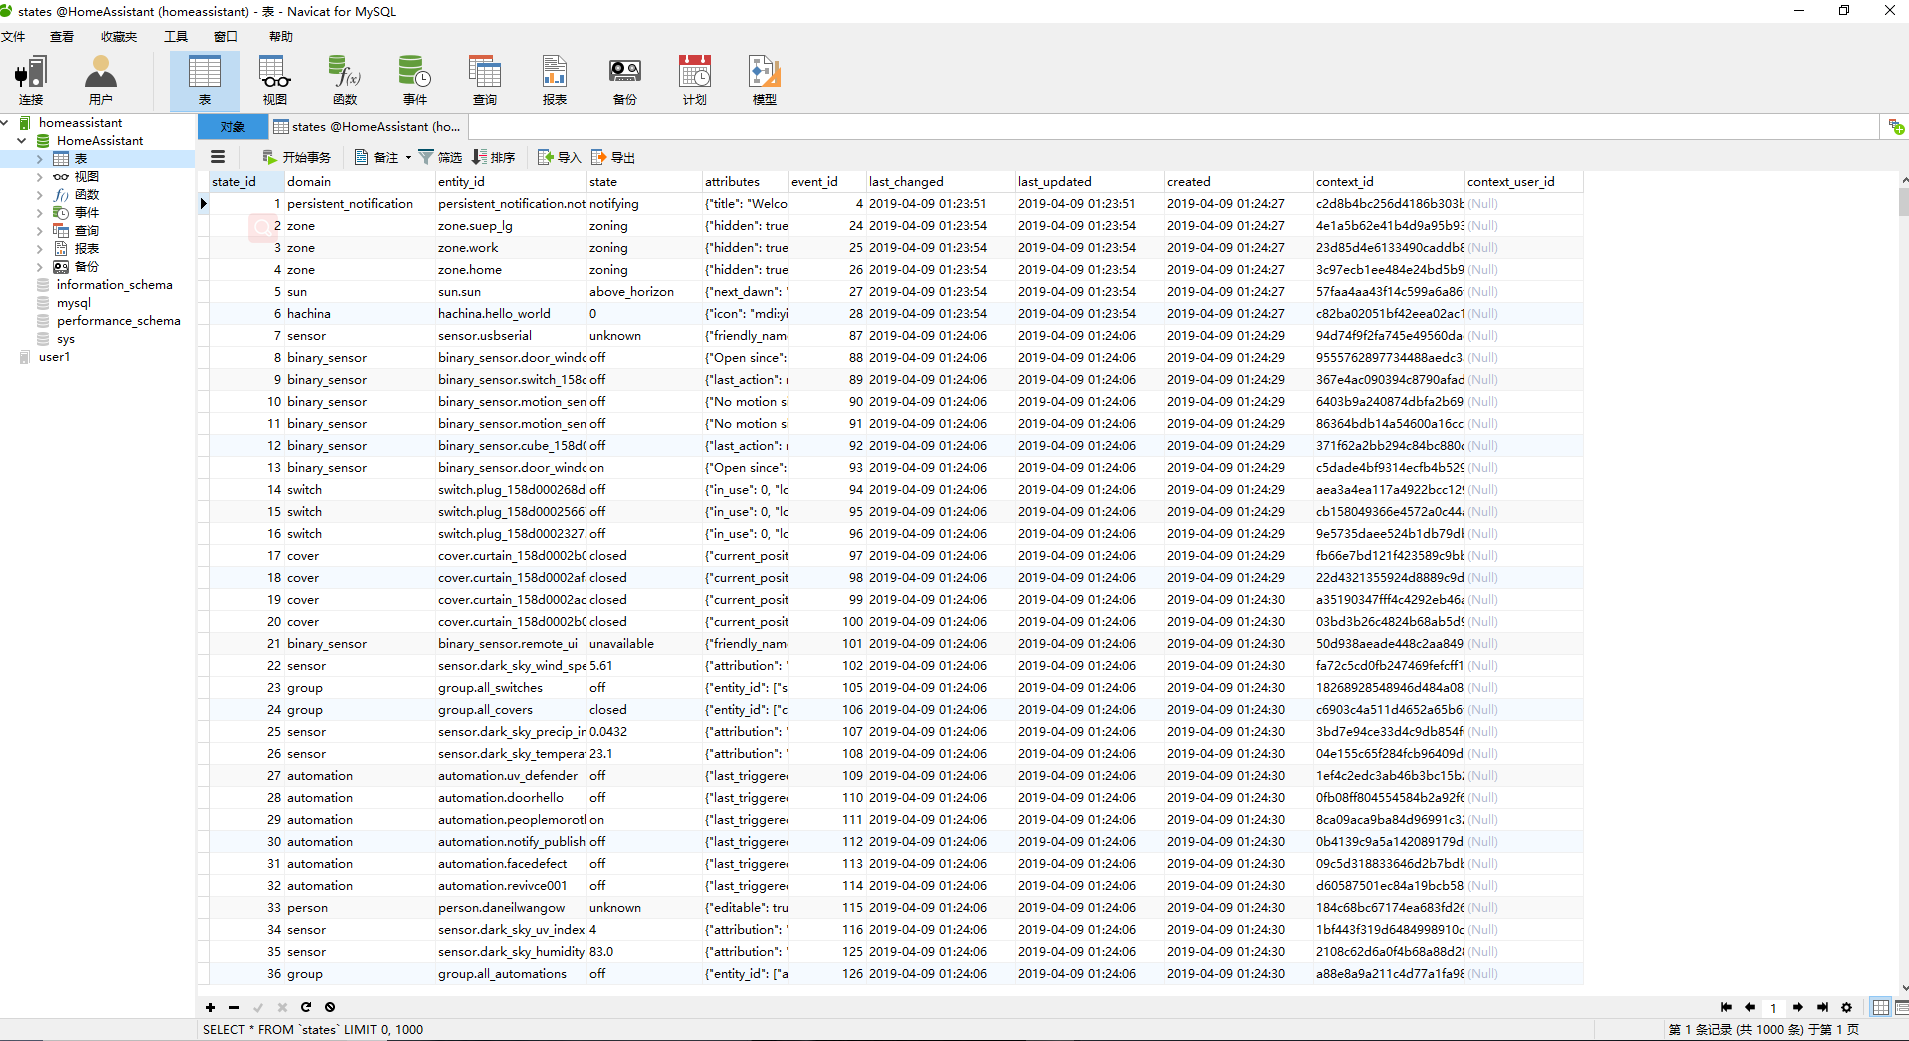 states @HomeAssistant (homeassistant) - 表 - Navicat for MySQL
文件 查看 收藏夹 工具 窗口 帮助
连接 用户 表 视图 函数 事件 查询 报表 备份 计划 模型
homeassistant
HomeAssistant
表
视图
函数
事件
查询
报表
备份
information_schema
mysql
performance_schema
sys
user1
对象 states @HomeAssistant (ho...
开始事务 备注 筛选 排序 导入 导出
state_id domain entity_id state attributes event_id last_changed last_updated created context_id context_user_id
1 persistent_notification persistent_notification.not notifying {"title": "Welco 4 2019-04-09 01:23:51 2019-04-09 01:23:51 2019-04-09 01:24:27 c2d8b4bc256d4186b303b (Null)
2 zone zone.suep_lg zoning {"hidden": true 24 2019-04-09 01:23:54 2019-04-09 01:23:54 2019-04-09 01:24:27 4e1a5b62e41b4d9a95b93 (Null)
3 zone zone.work zoning {"hidden": true 25 2019-04-09 01:23:54 2019-04-09 01:23:54 2019-04-09 01:24:27 23d85d4e6133490caddb8 (Null)
4 zone zone.home zoning {"hidden": true 26 2019-04-09 01:23:54 2019-04-09 01:23:54 2019-04-09 01:24:27 3c97ecb1ee484e24bd5b9 (Null)
5 sun sun.sun above_horizon {"next_dawn": ' 27 2019-04-09 01:23:54 2019-04-09 01:23:54 2019-04-09 01:24:27 57faa4aa43f14c599a6a86 (Null)
6 hachina hachina.hello_world 0 {"icon": "mdi:yi 28 2019-04-09 01:23:54 2019-04-09 01:23:54 2019-04-09 01:24:27 c82ba02051bf42eea02ac1 (Null)
7 sensor sensor.usbserial unknown {"friendly_nam 87 2019-04-09 01:24:06 2019-04-09 01:24:06 2019-04-09 01:24:29 94d74f9f2fa745e49560da (Null)
8 binary_sensor binary_sensor.door_windo off {"Open since": 88 2019-04-09 01:24:06 2019-04-09 01:24:06 2019-04-09 01:24:29 9555762897734488aedc3 (Null)
9 binary_sensor binary_sensor.switch_158c off {"last_action": r 89 2019-04-09 01:24:06 2019-04-09 01:24:06 2019-04-09 01:24:29 367e4ac090394c8790afad (Null)
10 binary_sensor binary_sensor.motion_sen off {"No motion s 90 2019-04-09 01:24:06 2019-04-09 01:24:06 2019-04-09 01:24:29 6403b9a240874dbfa2b69 (Null)
11 binary_sensor binary_sensor.motion_sen off {"No motion s 91 2019-04-09 01:24:06 2019-04-09 01:24:06 2019-04-09 01:24:29 86364bdb14a54600a16cc (Null)
12 binary_sensor binary_sensor.cube_158d0 off {"last_action": r 92 2019-04-09 01:24:06 2019-04-09 01:24:06 2019-04-09 01:24:29 371f62a2bb294c84bc880c (Null)
13 binary_sensor binary_sensor.door_windo on {"Open since": 93 2019-04-09 01:24:06 2019-04-09 01:24:06 2019-04-09 01:24:29 c5dade4bf9314ecfb4b529 (Null)
14 switch switch.plug_158d000268d off {"in_use": 0, "lo 94 2019-04-09 01:24:06 2019-04-09 01:24:06 2019-04-09 01:24:29 aea3a4ea117a4922bcc129 (Null)
15 switch switch.plug_158d0002566 off {"in_use": 0, "lo 95 2019-04-09 01:24:06 2019-04-09 01:24:06 2019-04-09 01:24:29 cb158049366e4572a0c44 (Null)
16 switch switch.plug_158d0002327 off {"in_use": 0, "lo 96 2019-04-09 01:24:06 2019-04-09 01:24:06 2019-04-09 01:24:29 9e5735daee524b1db79db (Null)
17 cover cover.curtain_158d0002b0 closed {"current_posit 97 2019-04-09 01:24:06 2019-04-09 01:24:06 2019-04-09 01:24:29 fb66e7bd121f423589c9bb (Null)
18 cover cover.curtain_158d0002af closed {"current_posit 98 2019-04-09 01:24:06 2019-04-09 01:24:06 2019-04-09 01:24:29 22d4321355924d8889c9d (Null)
19 cover cover.curtain_158d0002ac closed {"current_posit 99 2019-04-09 01:24:06 2019-04-09 01:24:06 2019-04-09 01:24:30 a35190347fff4c4292eb46a (Null)
20 cover cover.curtain_158d0002b0 closed {"current_posit 100 2019-04-09 01:24:06 2019-04-09 01:24:06 2019-04-09 01:24:30 03bd3b26c4824b68ab5d9 (Null)
21 binary_sensor binary_sensor.remote_ui unavailable {"friendly_nam 101 2019-04-09 01:24:06 2019-04-09 01:24:06 2019-04-09 01:24:30 50d938aeade448c2aa849 (Null)
22 sensor sensor.dark_sky_wind_spe 5.61 {"attribution": ' 102 2019-04-09 01:24:06 2019-04-09 01:24:06 2019-04-09 01:24:30 fa72c5cd0fb247469fefcff1 (Null)
23 group group.all_switches off {"entity_id": ["s 105 2019-04-09 01:24:06 2019-04-09 01:24:06 2019-04-09 01:24:30 18268928548946d484a08 (Null)
24 group group.all_covers closed {"entity_id": ["c 106 2019-04-09 01:24:06 2019-04-09 01:24:06 2019-04-09 01:24:30 c6903c4a511d4652a65b6 (Null)
25 sensor sensor.dark_sky_precip_ir 0.0432 {"attribution": ' 107 2019-04-09 01:24:06 2019-04-09 01:24:06 2019-04-09 01:24:30 3bd7e94ce33d4c9db854f (Null)
26 sensor sensor.dark_sky_tempera 23.1 {"attribution": ' 108 2019-04-09 01:24:06 2019-04-09 01:24:06 2019-04-09 01:24:30 04e155c65f284fcb96409d (Null)
27 automation automation.uv_defender off {"last_triggered 109 2019-04-09 01:24:06 2019-04-09 01:24:06 2019-04-09 01:24:30 1ef4c2edc3ab46b3bc15b (Null)
28 automation automation.doorhello off {"last_triggered 110 2019-04-09 01:24:06 2019-04-09 01:24:06 2019-04-09 01:24:30 0fb08ff804554584b2a92f6 (Null)
29 automation automation.peoplemorotl on {"last_triggered 111 2019-04-09 01:24:06 2019-04-09 01:24:06 2019-04-09 01:24:30 8ca09aca9ba84d96991c32 (Null)
30 automation automation.notify_publish off {"last_triggered 112 2019-04-09 01:24:06 2019-04-09 01:24:06 2019-04-09 01:24:30 0b4139c9a5a142089179d (Null)
31 automation automation.facedefect off {"last_triggered 113 2019-04-09 01:24:06 2019-04-09 01:24:06 2019-04-09 01:24:30 09c5d318833646d2b7bdb (Null)
32 automation automation.revivce001 off {"last_triggered 114 2019-04-09 01:24:06 2019-04-09 01:24:06 2019-04-09 01:24:30 d60587501ec84a19bcb58 (Null)
33 person person.daneilwangow unknown {"editable": tru 115 2019-04-09 01:24:06 2019-04-09 01:24:06 2019-04-09 01:24:30 184c68bc67174ea683fd26 (Null)
34 sensor sensor.dark_sky_uv_index 4 {"attribution": ' 116 2019-04-09 01:24:06 2019-04-09 01:24:06 2019-04-09 01:24:30 1bf443f319d6484998910c (Null)
35 sensor sensor.dark_sky_humidity 83.0 {"attribution": ' 125 2019-04-09 01:24:06 2019-04-09 01:24:06 2019-04-09 01:24:30 2108c62d6a0f4b68a88d28 (Null)
36 group group.all_automations off {"entity_id": ["a 126 2019-04-09 01:24:06 2019-04-09 01:24:06 2019-04-09 01:24:30 a88e8a9a211c4d77a1fa98 (Null)
1
SELECT * FROM `states` LIMIT 0, 1000 第 1 条记录 (共 1000 条) 于第 1 页